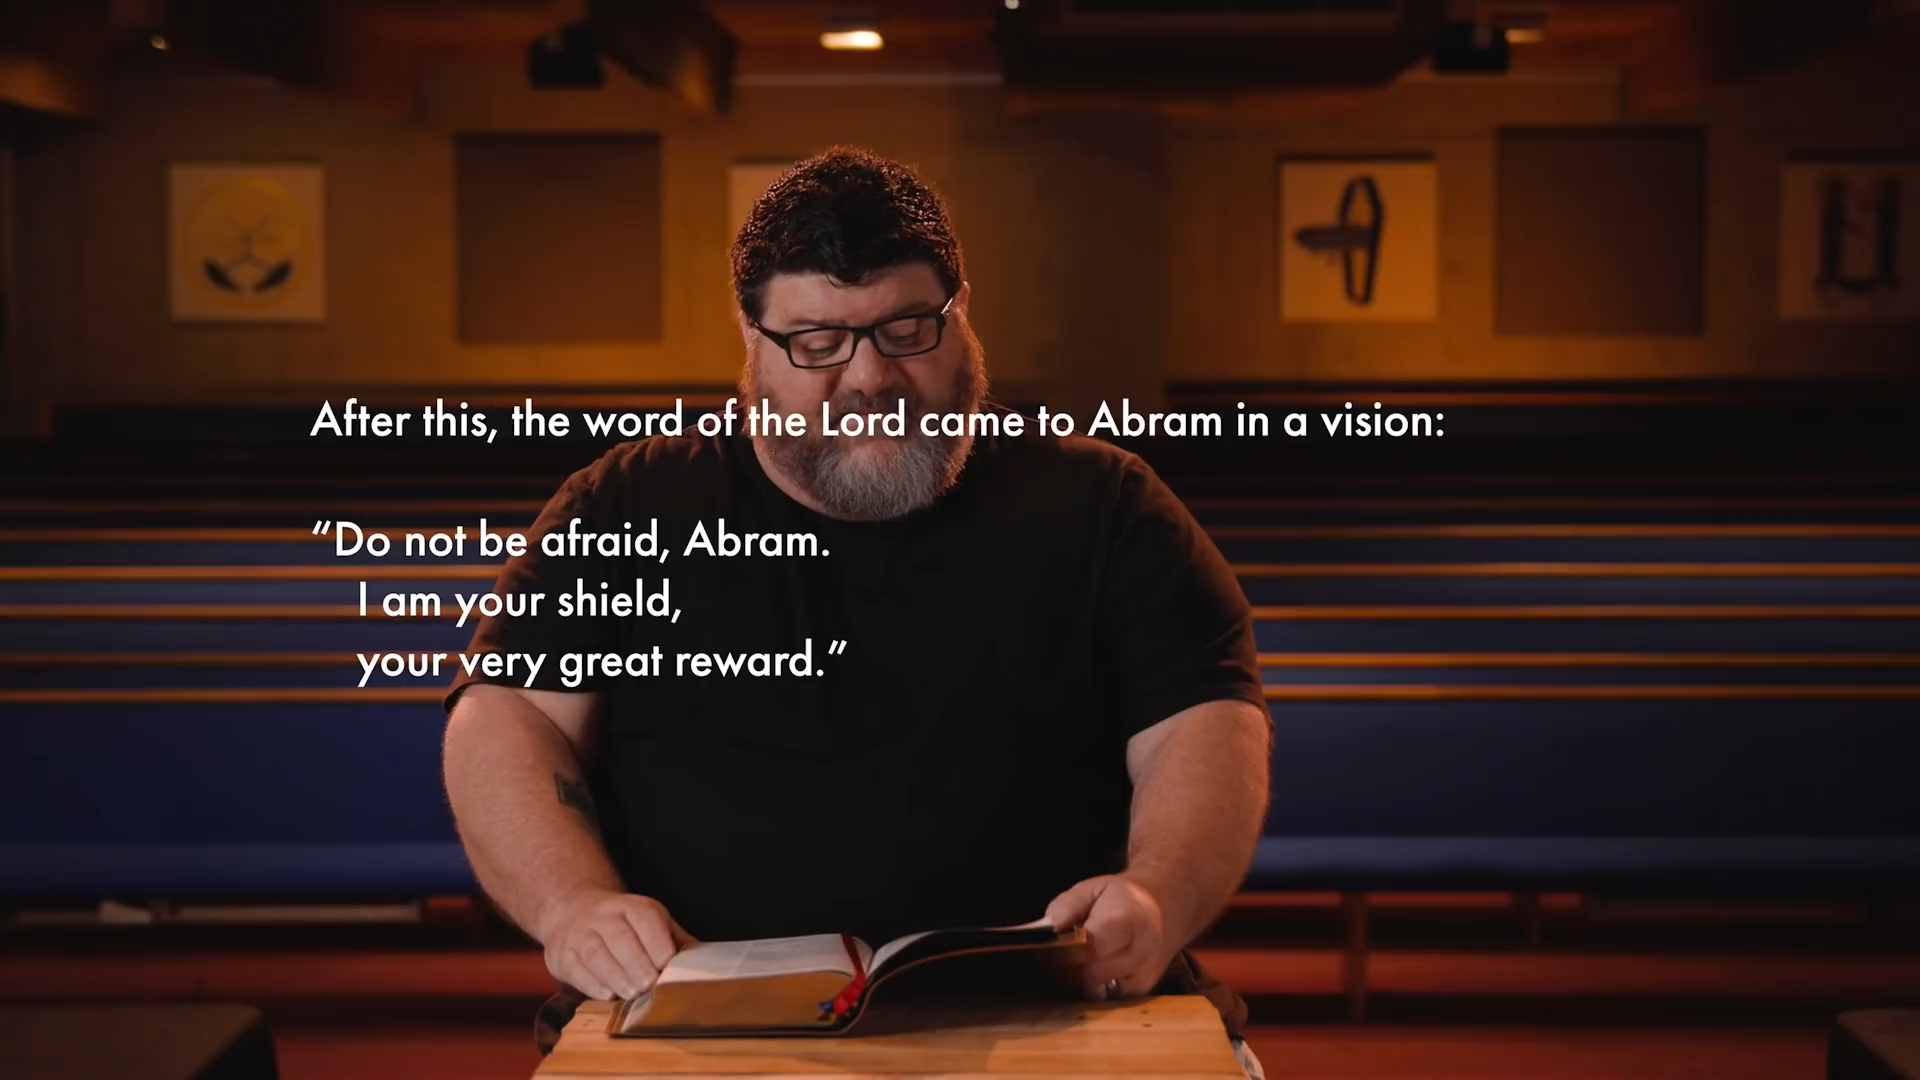 After this, the word of the Lord came to Abram in a vision:
“Do not be afraid, Abram.
I am your shield,
your very great reward.”